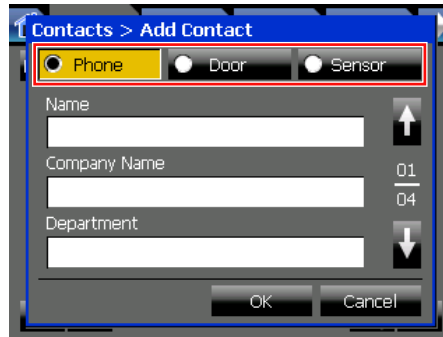 Contacts > Add Contact
Phone Door Sensor
Name
Company Name
01
04
Department
OK Cancel